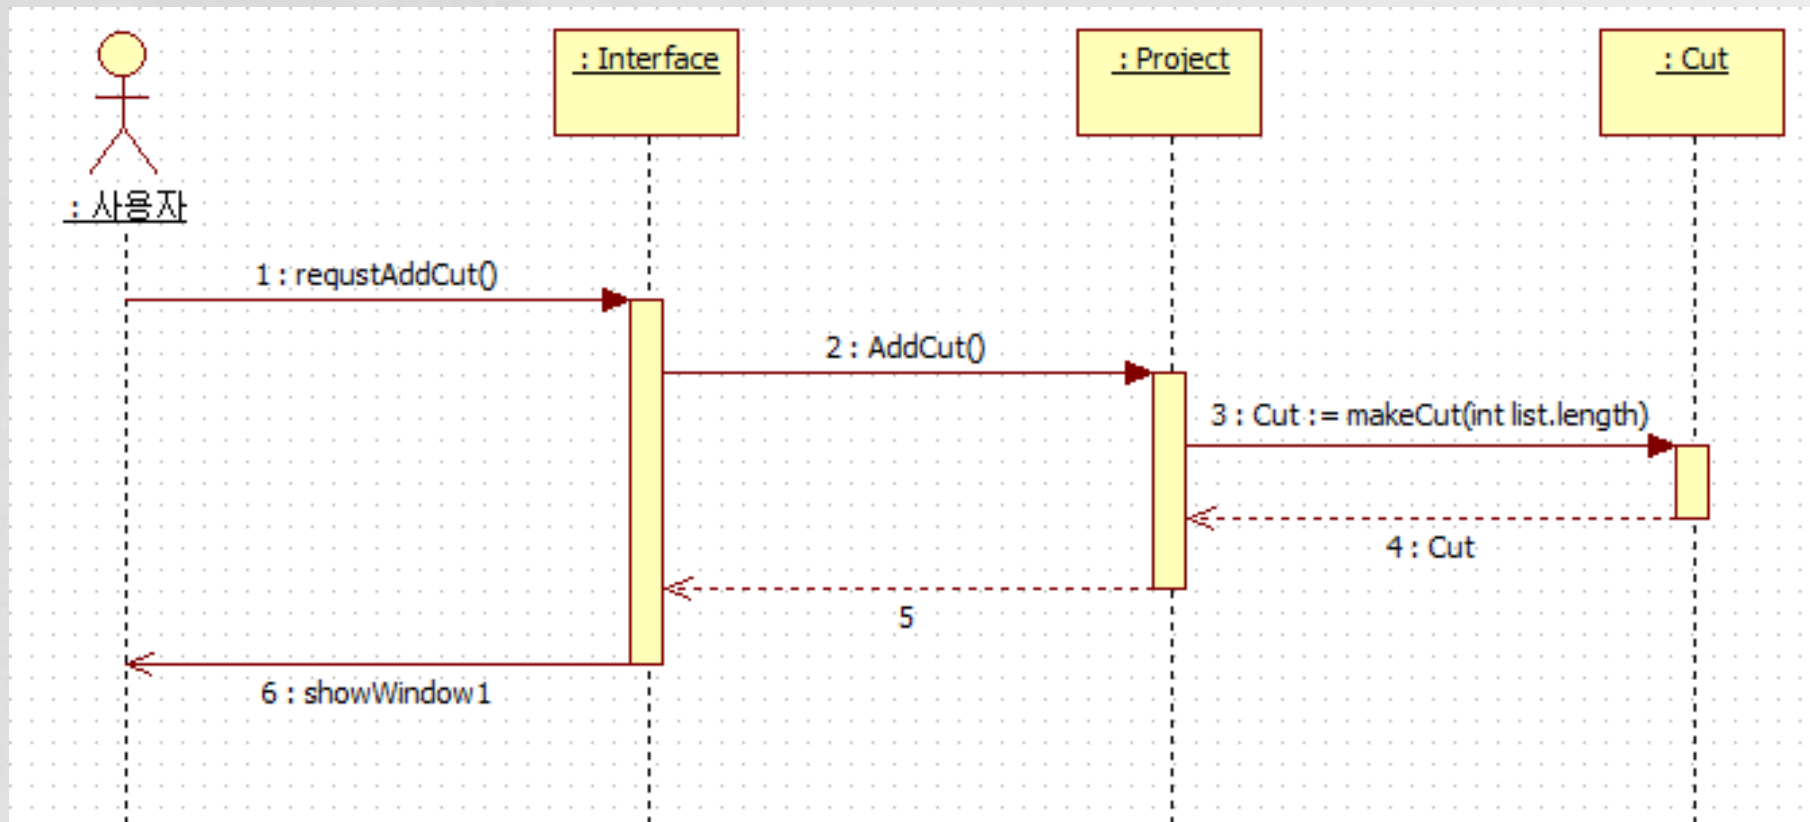 : Interface
: Project
: Cut
: 사용자
1 : requstAddCut()
2 : AddCut()
3 : Cut := makeCut(int list.length)
4 : Cut
5
6 : showWindow1